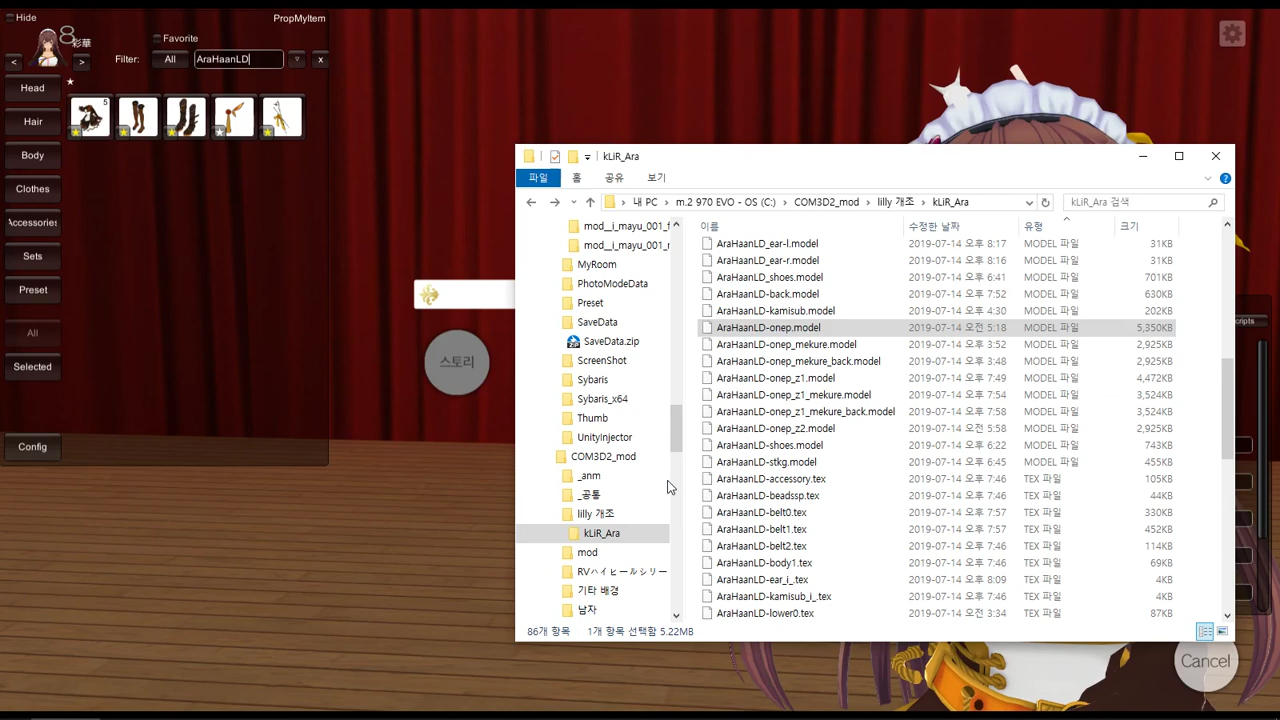 Hide
PropMyItem
8
彩華
Favorite
< >
Filter: All AraHaanLD ▿ x
★
Head
Hair
Body
Clothes
Accessories
Sets
Preset
All
Selected
Config
5
스토리
Cancel
cripts
kLiR_Ara
파일 홈 공유 보기
내 PC › m.2 970 EVO - OS (C:) › COM3D2_mod › lilly 개조 › kLiR_Ara
kLiR_Ara 검색
mod__i_mayu_001_f
mod__i_mayu_001_r
MyRoom
PhotoModeData
Preset
SaveData
SaveData.zip
ScreenShot
Sybaris
Sybaris_x64
Thumb
UnityInjector
COM3D2_mod
_anm
_공통
lilly 개조
kLiR_Ara
mod
RVハイヒールシリー
기타 배경
남자
이름 수정한 날짜 유형 크기
AraHaanLD_ear-l.model 2019-07-14 오후 8:17 MODEL 파일 31KB
AraHaanLD_ear-r.model 2019-07-14 오후 8:16 MODEL 파일 31KB
AraHaanLD_shoes.model 2019-07-14 오후 6:41 MODEL 파일 701KB
AraHaanLD-back.model 2019-07-14 오후 7:52 MODEL 파일 630KB
AraHaanLD-kamisub.model 2019-07-14 오후 4:30 MODEL 파일 202KB
AraHaanLD-onep.model 2019-07-14 오전 5:18 MODEL 파일 5,350KB
AraHaanLD-onep_mekure.model 2019-07-14 오후 3:52 MODEL 파일 2,925KB
AraHaanLD-onep_mekure_back.model 2019-07-14 오후 3:48 MODEL 파일 2,925KB
AraHaanLD-onep_z1.model 2019-07-14 오후 7:49 MODEL 파일 4,472KB
AraHaanLD-onep_z1_mekure.model 2019-07-14 오후 7:54 MODEL 파일 3,524KB
AraHaanLD-onep_z1_mekure_back.model 2019-07-14 오후 7:58 MODEL 파일 3,524KB
AraHaanLD-onep_z2.model 2019-07-14 오전 5:58 MODEL 파일 2,925KB
AraHaanLD-shoes.model 2019-07-14 오후 6:22 MODEL 파일 743KB
AraHaanLD-stkg.model 2019-07-14 오후 6:45 MODEL 파일 455KB
AraHaanLD-accessory.tex 2019-07-14 오후 7:46 TEX 파일 105KB
AraHaanLD-beadssp.tex 2019-07-14 오후 7:46 TEX 파일 44KB
AraHaanLD-belt0.tex 2019-07-14 오후 7:57 TEX 파일 330KB
AraHaanLD-belt1.tex 2019-07-14 오후 7:57 TEX 파일 452KB
AraHaanLD-belt2.tex 2019-07-14 오후 7:46 TEX 파일 114KB
AraHaanLD-body1.tex 2019-07-14 오후 7:46 TEX 파일 69KB
AraHaanLD-ear_i_.tex 2019-07-14 오후 8:09 TEX 파일 4KB
AraHaanLD-kamisub_i_.tex 2019-07-14 오후 7:46 TEX 파일 4KB
AraHaanLD-lower0.tex 2019-07-14 오전 3:34 TEX 파일 87KB
86개 항목 1개 항목 선택함 5.22MB